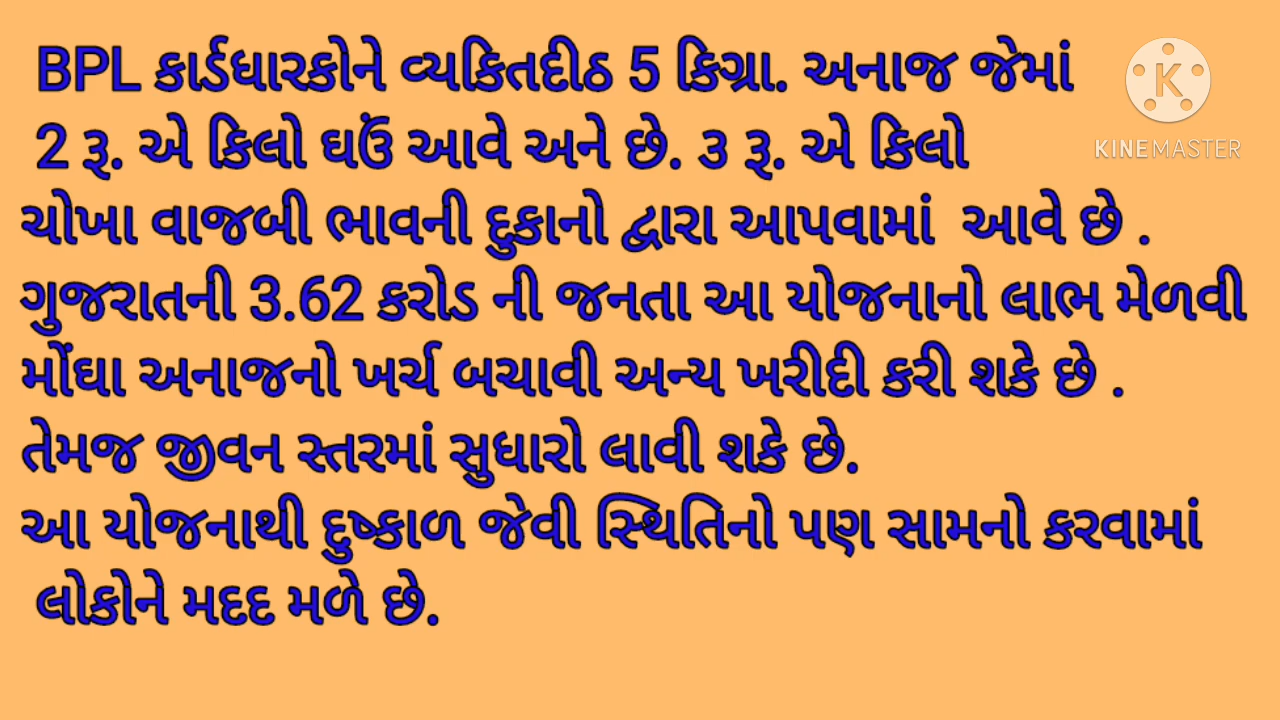 BPL કાર્ડધારકોને વ્યકિતદીઠ 5 કિગ્રા. અનાજ જેમાં
2 રૂ. એ કિલો ઘઉં આવે અને છે. ૩ રૂ. એ કિલો
ચોખા વાજબી ભાવની દુકાનો દ્વારા આપવામાં આવે છે .
ગુજરાતની 3.62 કરોડ ની જનતા આ યોજનાનો લાભ મેળવી
મોંઘા અનાજનો ખર્ચ બચાવી અન્ય ખરીદી કરી શકે છે .
તેમજ જીવન સ્તરમાં સુધારો લાવી શકે છે.
આ યોજનાથી દુષ્કાળ જેવી સ્થિતિનો પણ સામનો કરવામાં
લોકોને મદદ મળે છે.
K
KINEMASTER